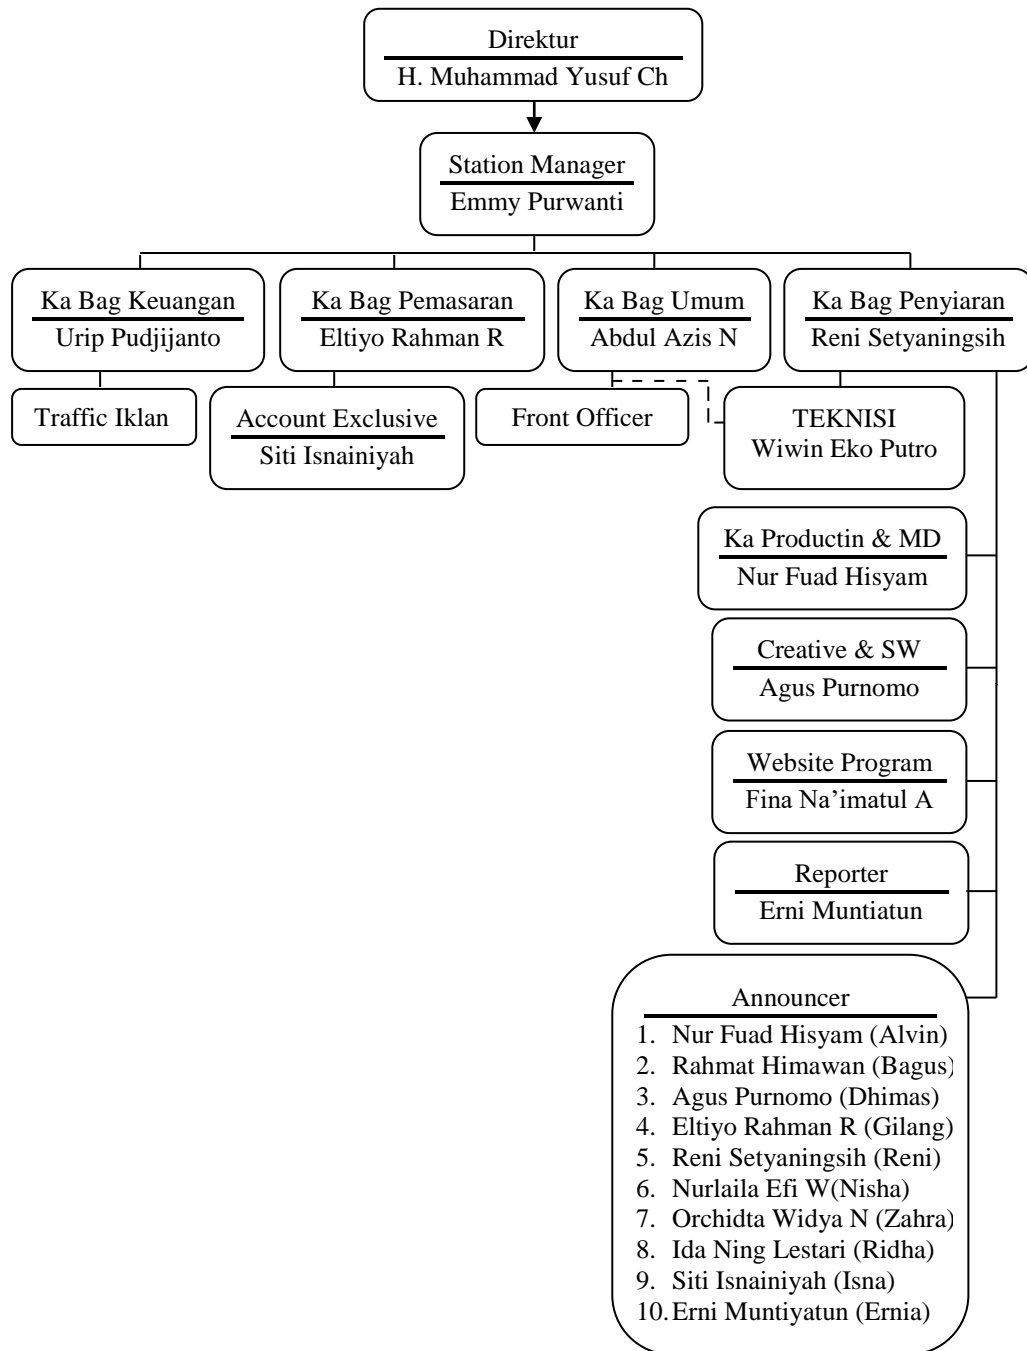 Direktur
H. Muhammad Yusuf Ch
Station Manager
Emmy Purwanti
Ka Bag Keuangan
Urip Pudjijanto
Ka Bag Pemasaran
Eltiyo Rahman R
Ka Bag Umum
Abdul Azis N
Ka Bag Penyiaran
Reni Setyaningsih
Traffic Iklan
Account Exclusive
Siti Isnainiyah
Front Officer
TEKNISI
Wiwin Eko Putro
Ka Productin & MD
Nur Fuad Hisyam
Creative & SW
Agus Purnomo
Website Program
Fina Na’imatul A
Reporter
Erni Muntiatun
Announcer
1. Nur Fuad Hisyam (Alvin)
2. Rahmat Himawan (Bagus)
3. Agus Purnomo (Dhimas)
4. Eltiyo Rahman R (Gilang)
5. Reni Setyaningsih (Reni)
6. Nurlaila Efi W(Nisha)
7. Orchidta Widya N (Zahra)
8. Ida Ning Lestari (Ridha)
9. Siti Isnainiyah (Isna)
10. Erni Muntiyatun (Ernia)